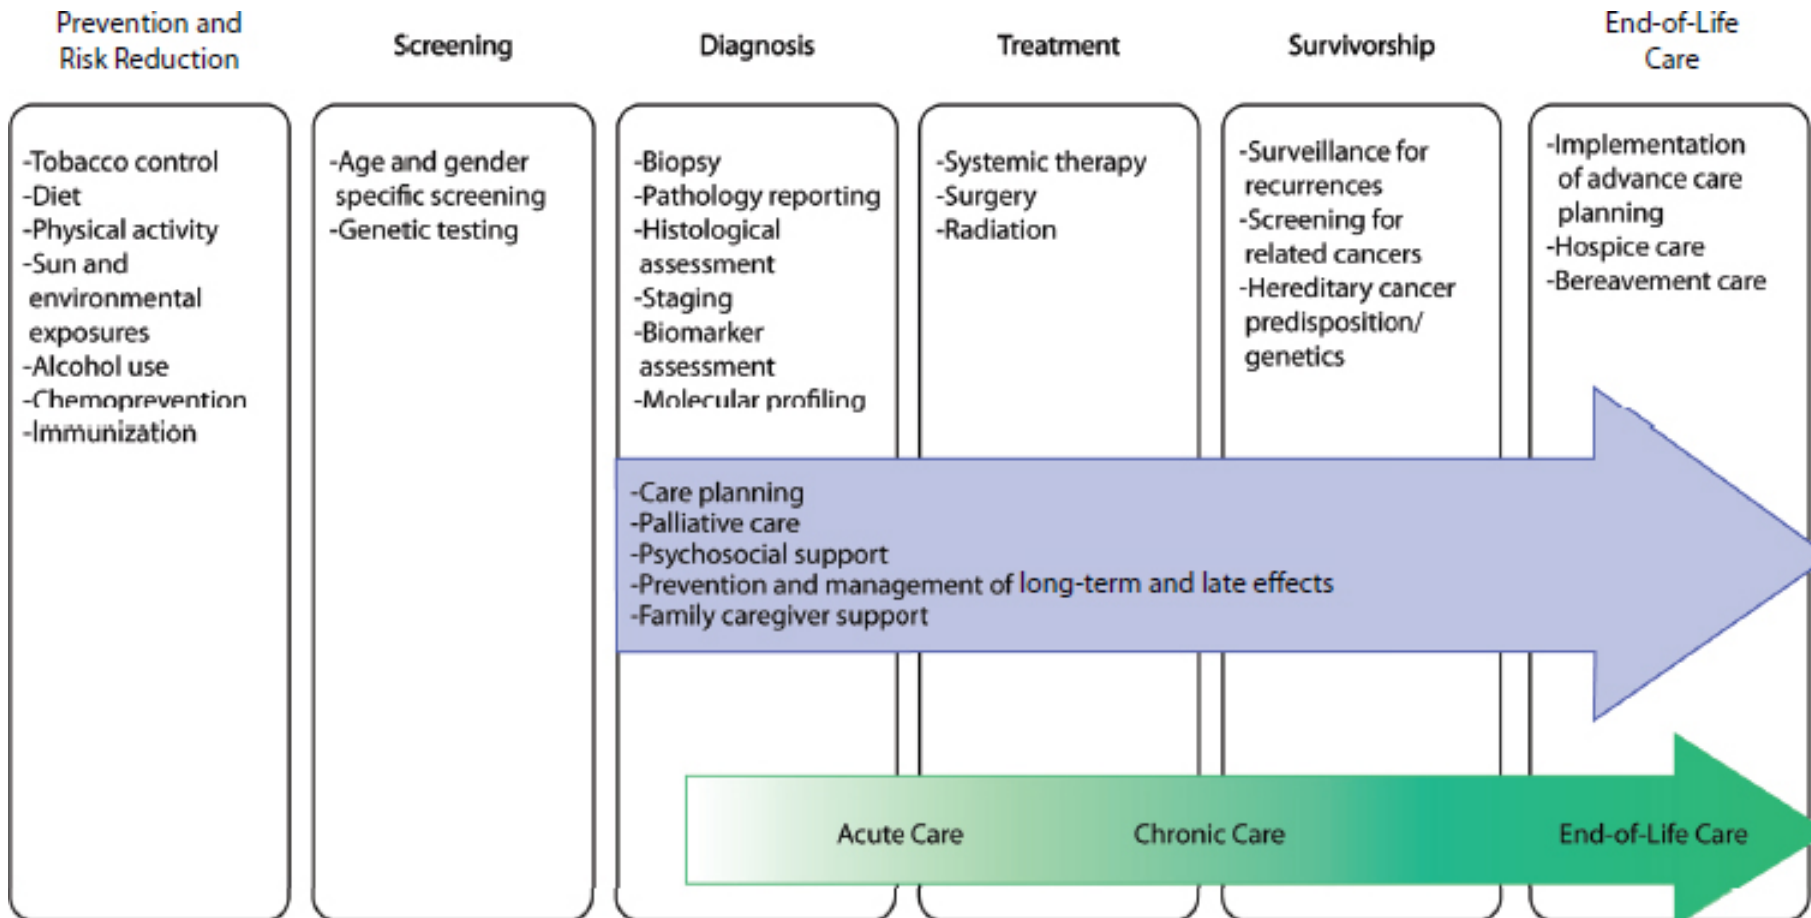 Prevention and
Risk Reduction
Screening
Diagnosis
Treatment
Survivorship
End-of-Life
Care
-Tobacco control
-Diet
-Physical activity
-Sun and
environmental
exposures
-Alcohol use
-Chemoprevention
-Immunization
-Age and gender
specific screening
-Genetic testing
-Biopsy
-Pathology reporting
-Histological
assessment
-Staging
-Biomarker
assessment
-Molecular profiling
-Systemic therapy
-Surgery
-Radiation
-Surveillance for
recurrences
-Screening for
related cancers
-Hereditary cancer
predisposition/
genetics
-Implementation
of advance care
planning
-Hospice care
-Bereavement care
-Care planning
-Palliative care
-Psychosocial support
-Prevention and management of long-term and late effects
-Family caregiver support
Acute Care
Chronic Care
End-of-Life Care